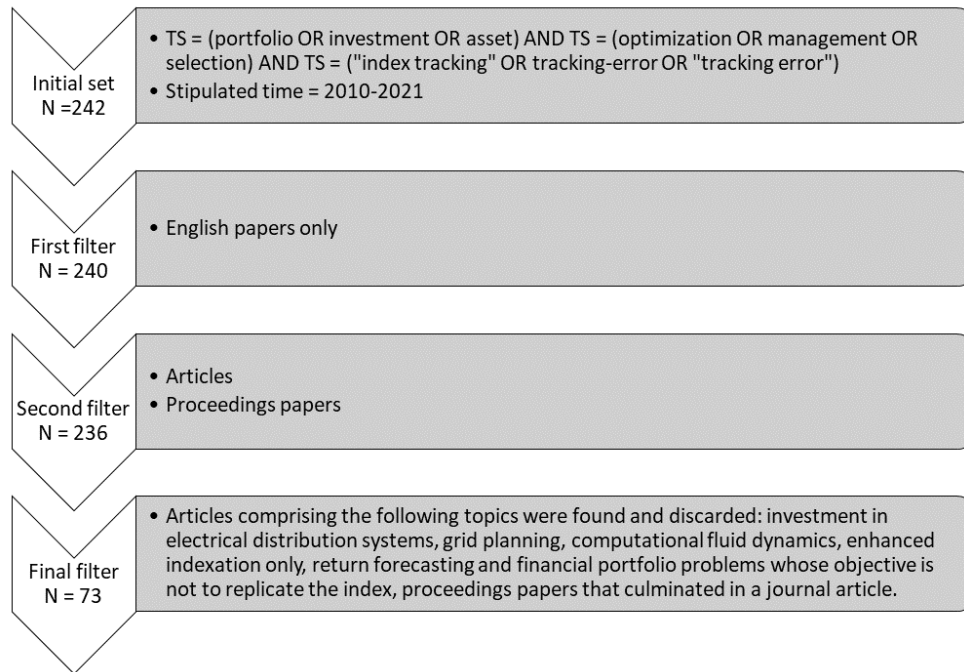 Initial set
N =242
• TS = (portfolio OR investment OR asset) AND TS = (optimization OR management OR
selection) AND TS = ("index tracking" OR tracking-error OR "tracking error")
• Stipulated time = 2010-2021
First filter
N = 240
• English papers only
Second filter
N = 236
• Articles
• Proceedings papers
Final filter
N = 73
• Articles comprising the following topics were found and discarded: investment in
electrical distribution systems, grid planning, computational fluid dynamics, enhanced
indexation only, return forecasting and financial portfolio problems whose objective is
not to replicate the index, proceedings papers that culminated in a journal article.